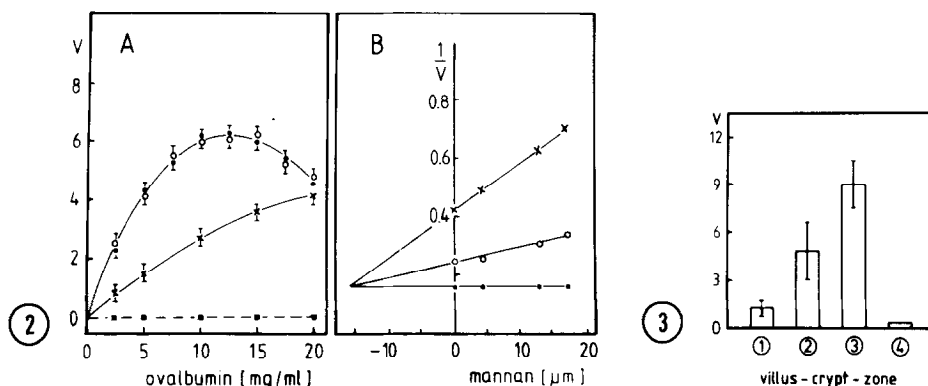 V
A
8
6
4
2
0
0 5 10 15 20
ovalbumin [mg/ml]
2
B
1
V
0.8
0.6
0.4
-10 0 10 20
mannan [µm]
3
V
12
9
6
3
0
1 2 3 4
villus - crypt - zone